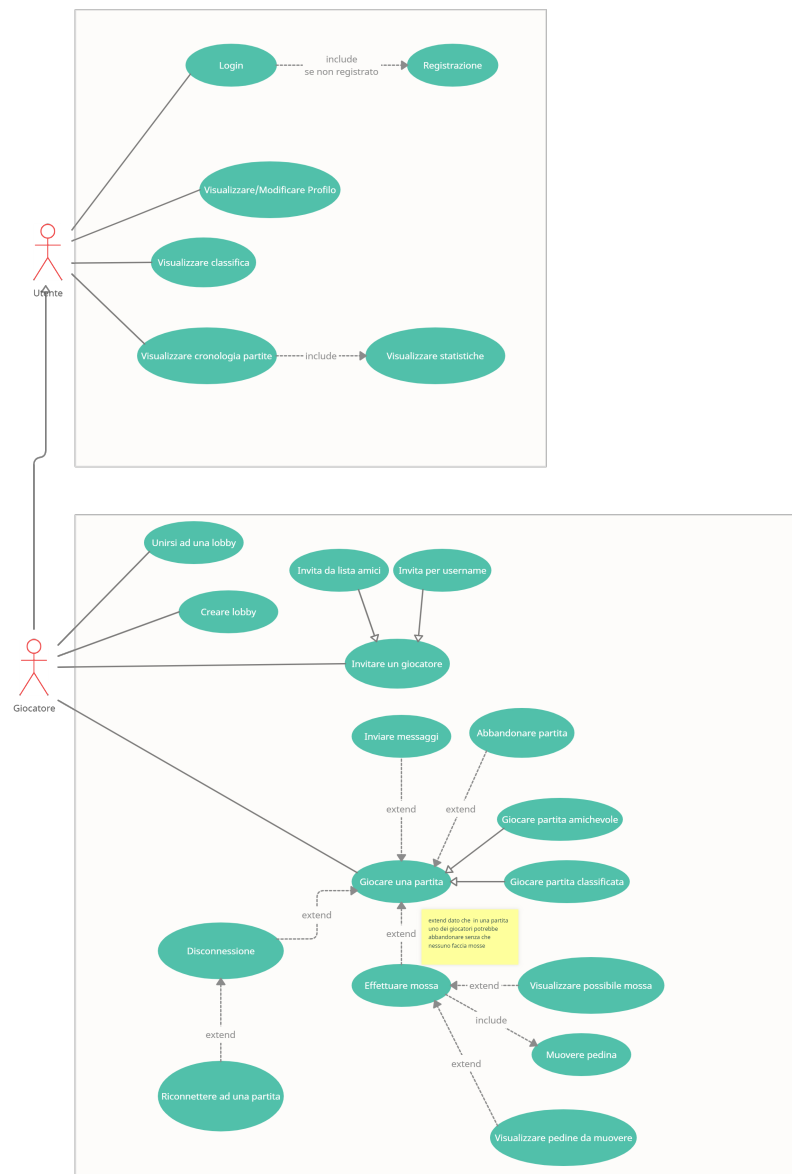 Login
include
se non registrato
Registrazione
Visualizzare/Modificare Profilo
Utente
Visualizzare classifica
Visualizzare cronologia partite
include
Visualizzare statistiche
Unirsi ad una lobby
Invita da lista amici
Invita per username
Creare lobby
Invitare un giocatore
Giocatore
Inviare messaggi
Abbandonare partita
extend
extend
Giocare partita amichevole
Giocare una partita
Giocare partita classificata
extend
extend dato che in una partita
uno dei giocatori potrebbe
abbandonare senza che
nessuno faccia mosse
extend
Disconnessione
Effettuare mossa
extend
Visualizzare possibile mossa
include
extend
Muovere pedina
extend
Riconnettere ad una partita
Visualizzare pedine da muovere